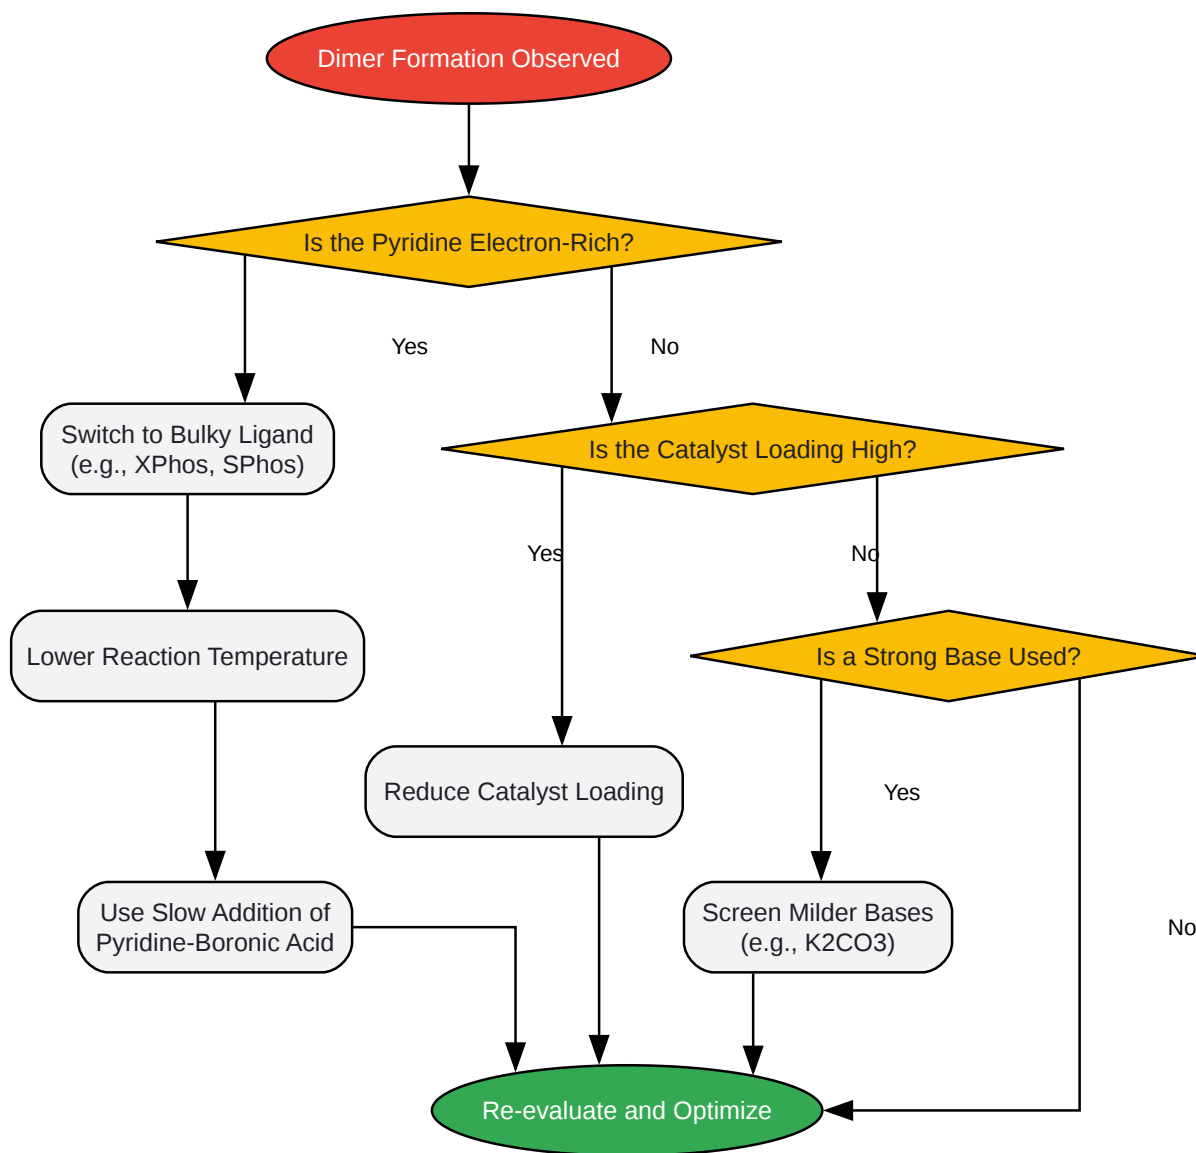 Dimer Formation Observed
Is the Pyridine Electron-Rich?
Yes
No
Switch to Bulky Ligand
(e.g., XPhos, SPhos)
Is the Catalyst Loading High?
Yes
No
Lower Reaction Temperature
Is a Strong Base Used?
Reduce Catalyst Loading
Yes
Use Slow Addition of
Pyridine-Boronic Acid
Screen Milder Bases
(e.g., K2CO3)
No
Re-evaluate and Optimize